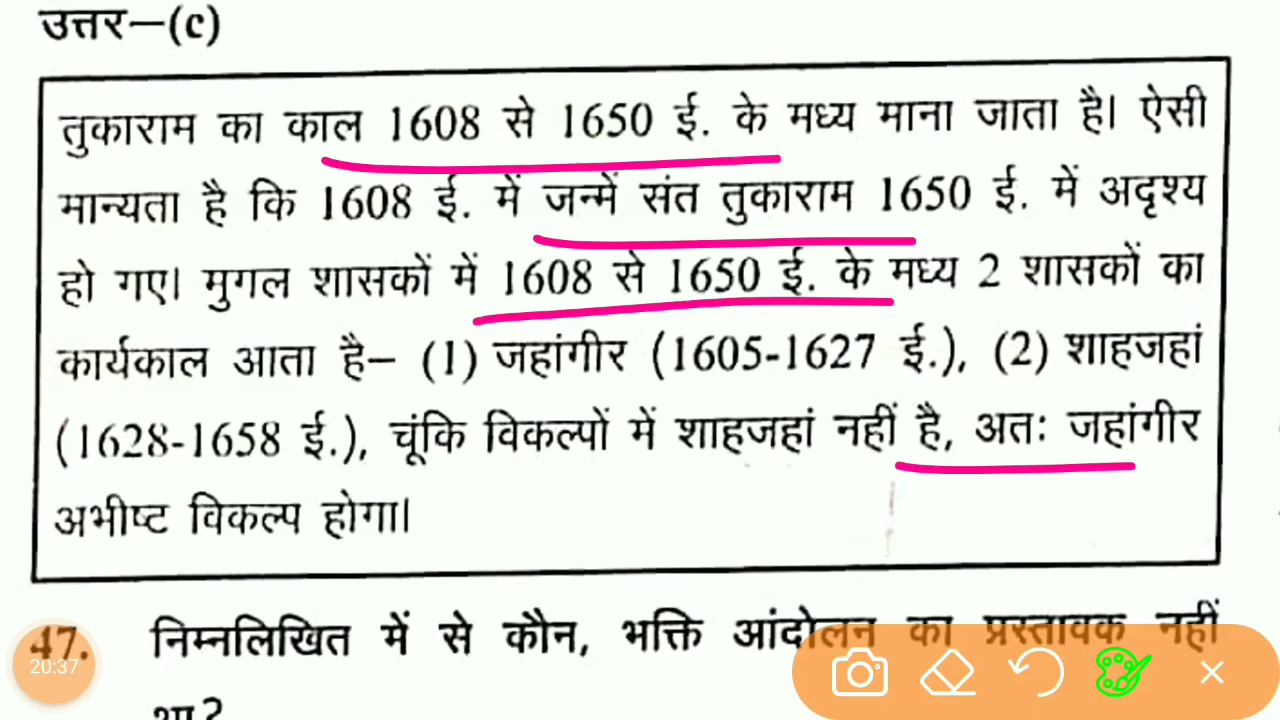 उत्तर–(c)
तुकाराम का काल 1608 से 1650 ई. के मध्य माना जाता है। ऐसी
मान्यता है कि 1608 ई. में जन्में संत तुकाराम 1650 ई. में अदृश्य
हो गए। मुगल शासकों में 1608 से 1650 ई. के मध्य 2 शासकों का
कार्यकाल आता है– (1) जहांगीर (1605-1627 ई.), (2) शाहजहां
(1628-1658 ई.), चूंकि विकल्पों में शाहजहां नहीं है, अतः जहांगीर
अभीष्ट विकल्प होगा।
47. निम्नलिखित में से कौन, भक्ति आंदोलन का प्रस्तावक नहीं
था?
20:37